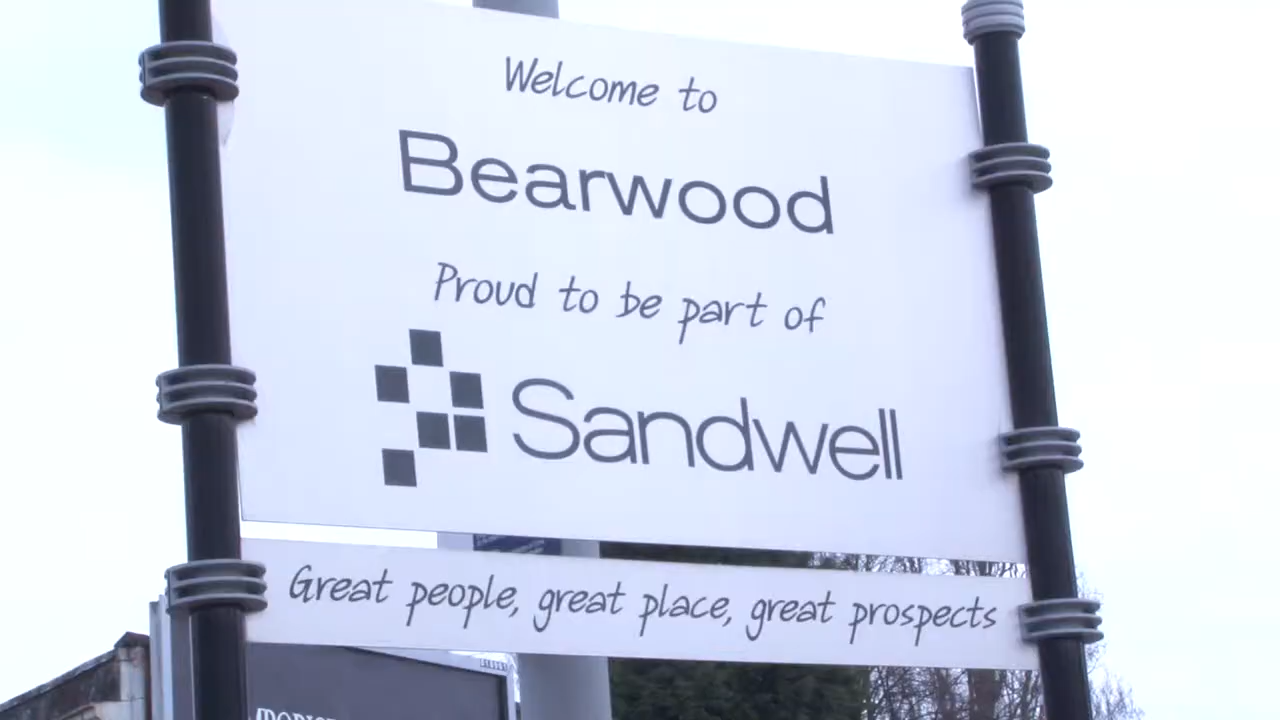 Welcome to
Bearwood
Proud to be part of
Sandwell
Great people, great place, great prospects